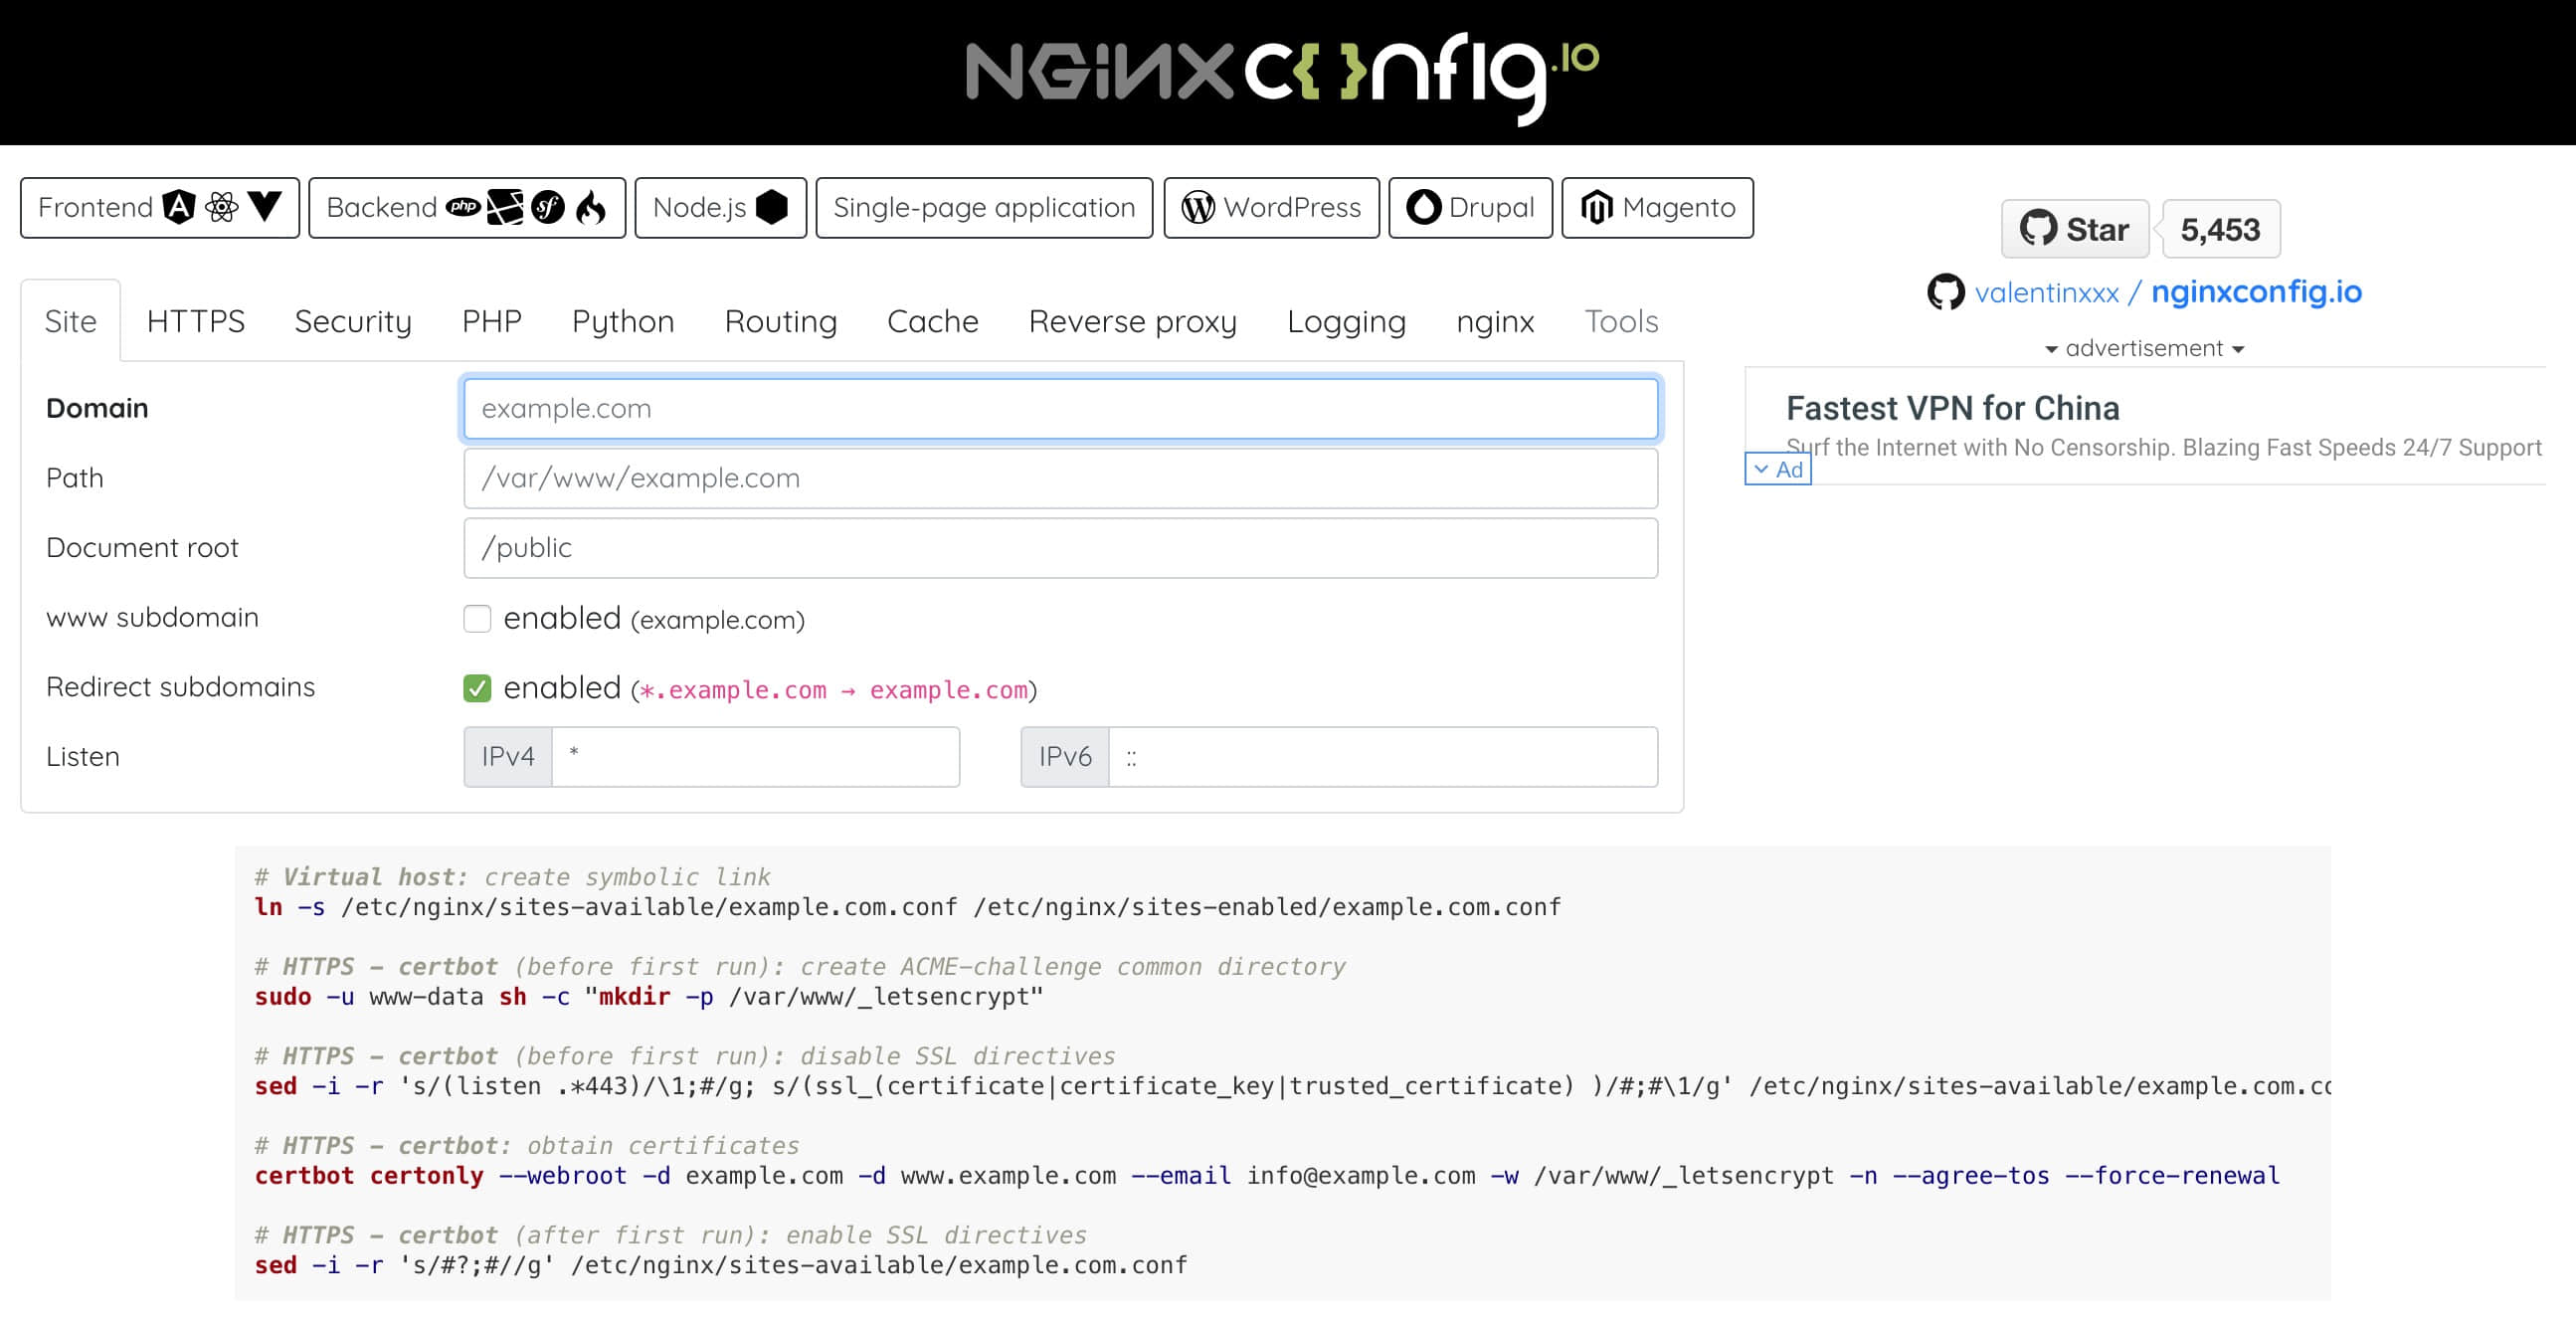 NGiNXC{ }nfig.IO
Frontend
Backend php sf
Node.js
Single-page application
WordPress
Drupal
Magento
Star 5,453
valentinxxx / nginxconfig.io
Site HTTPS Security PHP Python Routing Cache Reverse proxy Logging nginx Tools
advertisement
Fastest VPN for China
Surf the Internet with No Censorship. Blazing Fast Speeds 24/7 Support
Ad
Domain example.com
Path /var/www/example.com
Document root /public
www subdomain enabled (example.com)
Redirect subdomains enabled (*.example.com → example.com)
Listen IPv4 * IPv6 ::
# Virtual host: create symbolic link
ln -s /etc/nginx/sites-available/example.com.conf /etc/nginx/sites-enabled/example.com.conf
# HTTPS - certbot (before first run): create ACME-challenge common directory
sudo -u www-data sh -c "mkdir -p /var/www/_letsencrypt"
# HTTPS - certbot (before first run): disable SSL directives
sed -i -r 's/(listen .*443)/\1;#/g; s/(ssl_(certificate|certificate_key|trusted_certificate) )/#;#\1/g' /etc/nginx/sites-available/example.com.co
# HTTPS - certbot: obtain certificates
certbot certonly --webroot -d example.com -d www.example.com --email info@example.com -w /var/www/_letsencrypt -n --agree-tos --force-renewal
# HTTPS - certbot (after first run): enable SSL directives
sed -i -r 's/#?;#//g' /etc/nginx/sites-available/example.com.conf